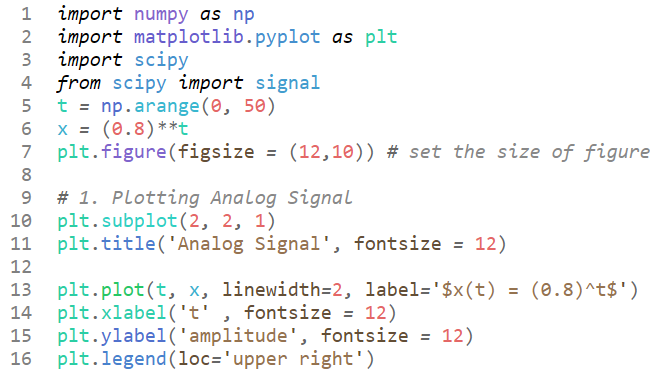 1 import numpy as np
2 import matplotlib.pyplot as plt
3 import scipy
4 from scipy import signal
5 t = np.arange(0, 50)
6 x = (0.8)**t
7 plt.figure(figsize = (12,10)) # set the size of figure
8
9 # 1. Plotting Analog Signal
10 plt.subplot(2, 2, 1)
11 plt.title('Analog Signal', fontsize = 12)
12
13 plt.plot(t, x, linewidth=2, label='$x(t) = (0.8)^t$')
14 plt.xlabel('t' , fontsize = 12)
15 plt.ylabel('amplitude', fontsize = 12)
16 plt.legend(loc='upper right')